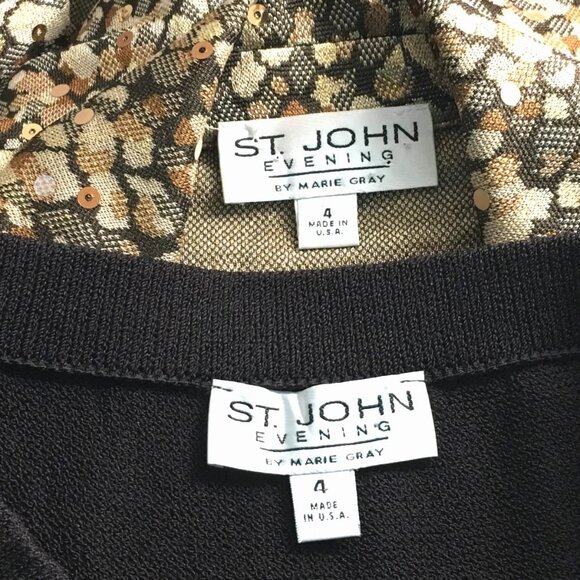 ST. JOHN
EVENING
BY MARIE GRAY
4
MADE IN
U.S.A.
ST. JOHN
EVENING
BY MARIE GRAY
4
MADE
IN U.S.A.